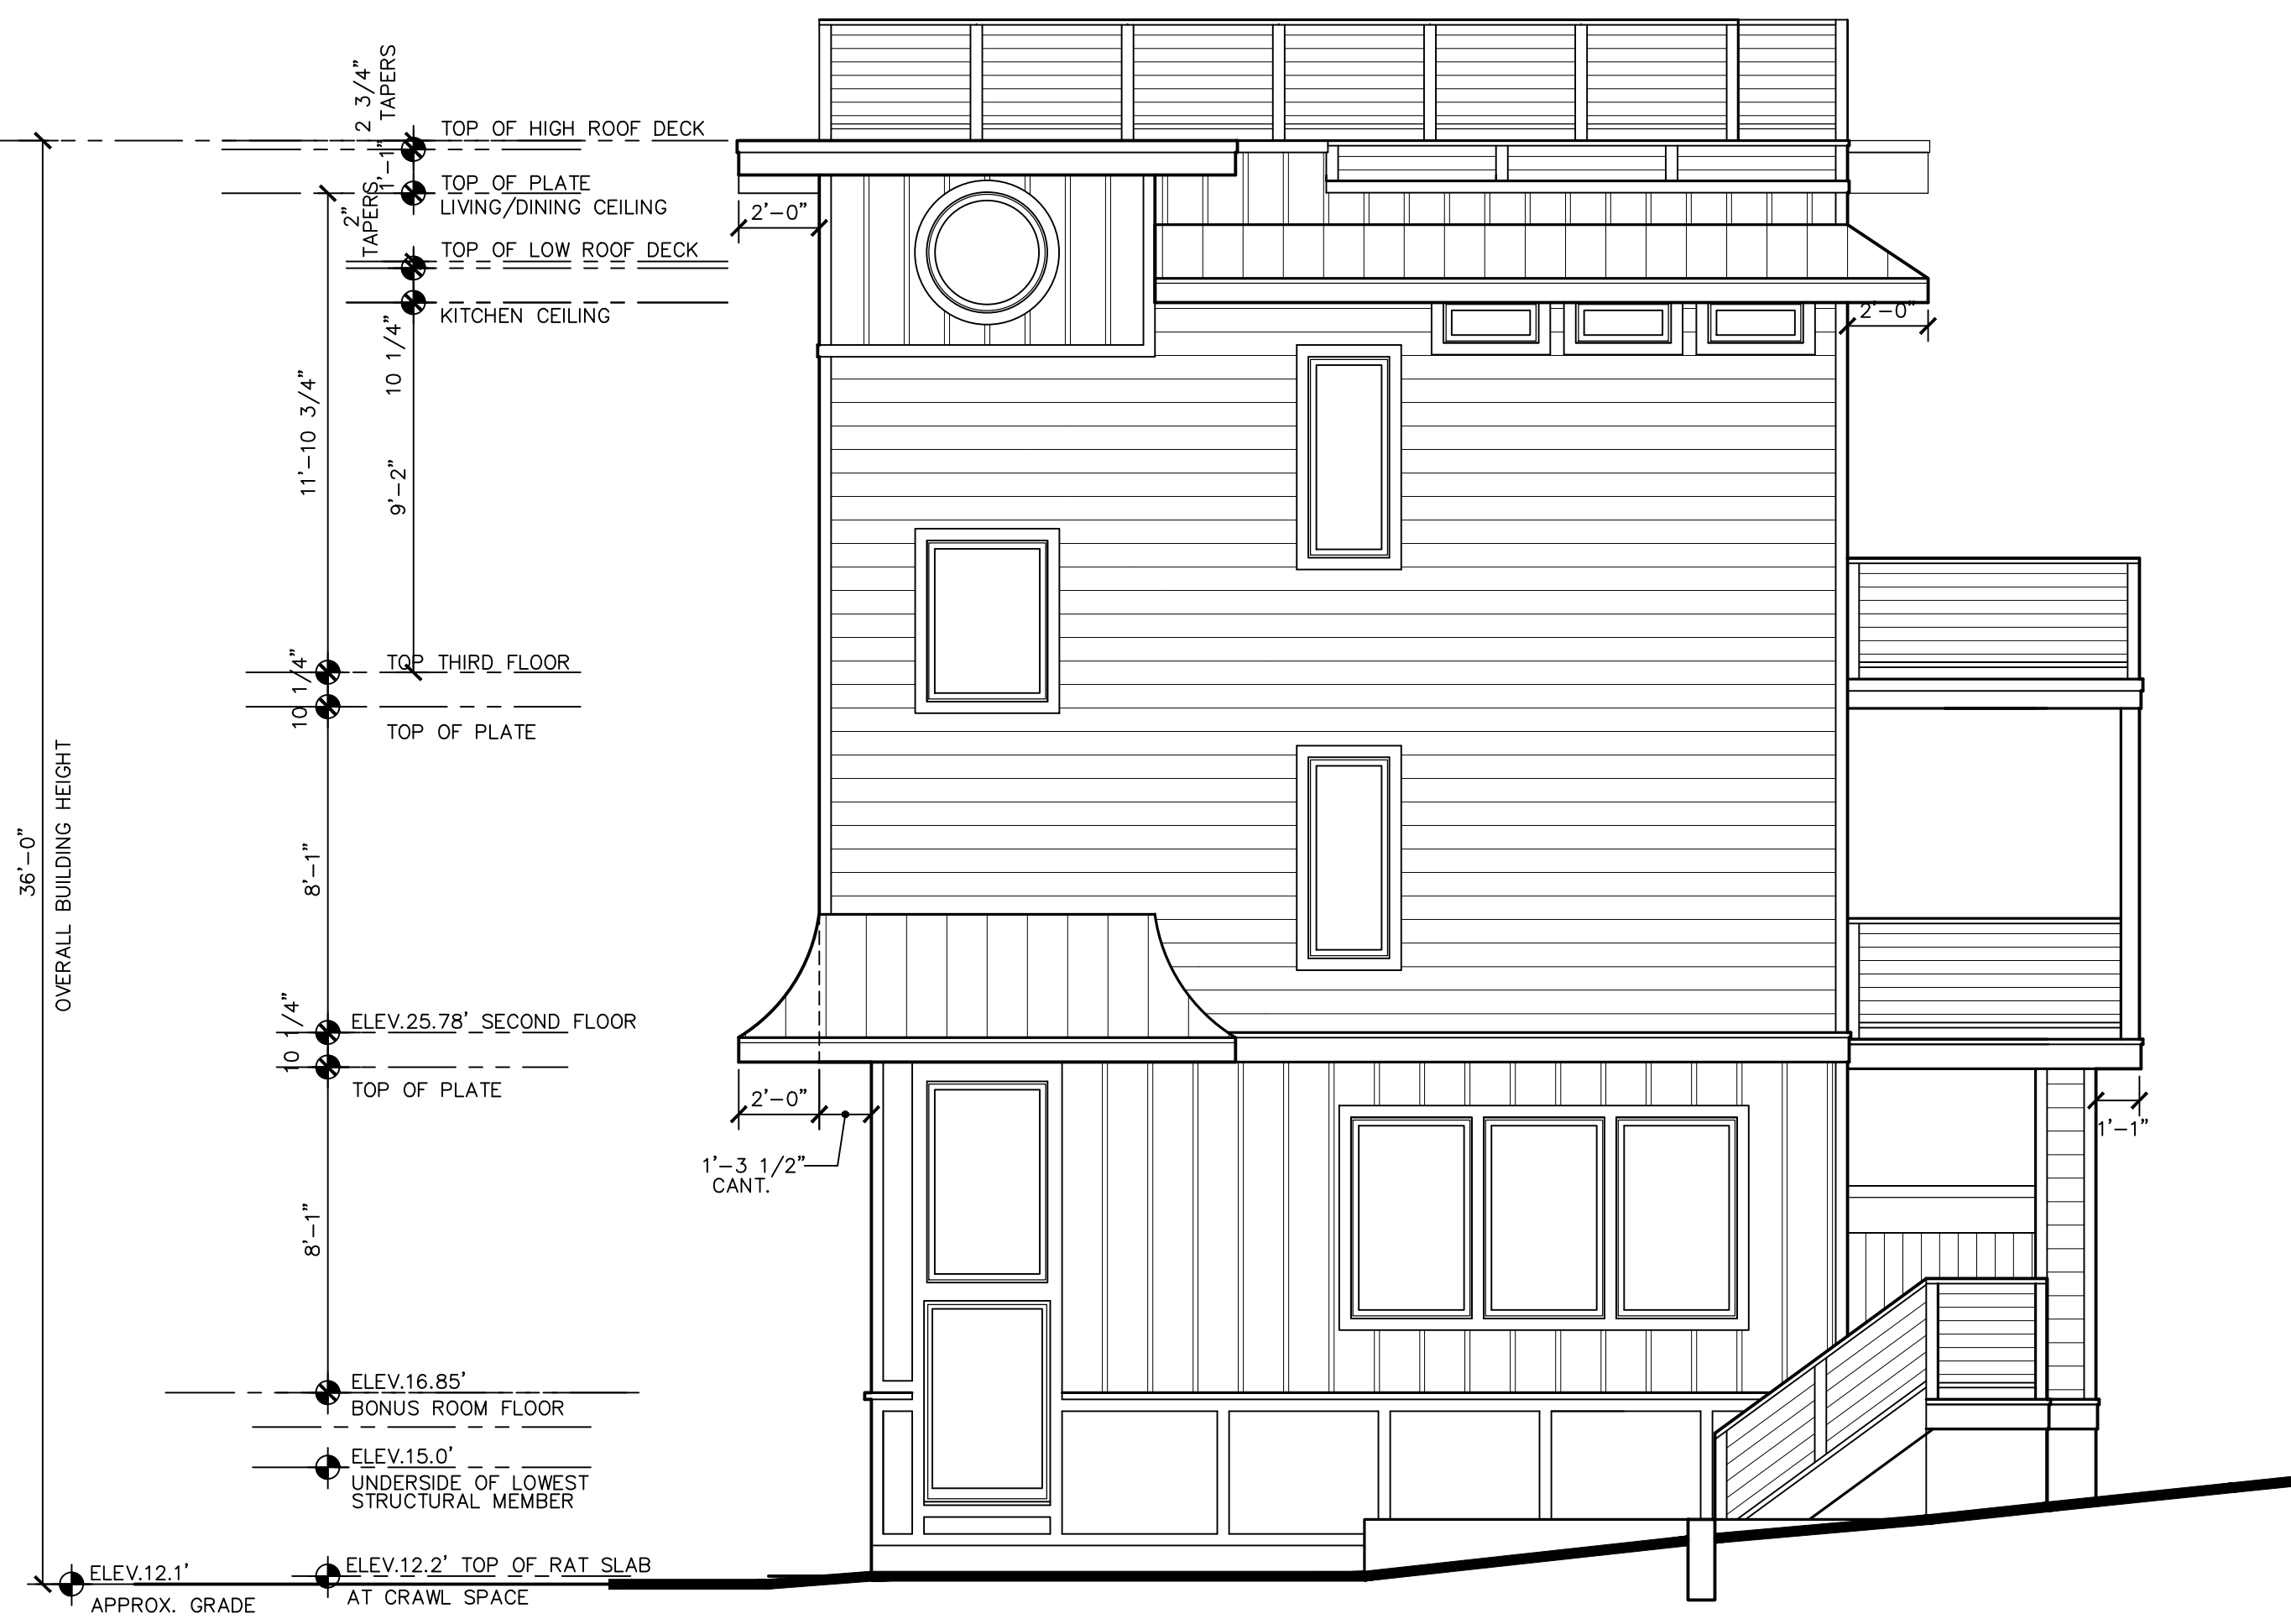 2 3/4"
TAPERS
TOP OF HIGH ROOF DECK
1'-1"
TOP OF PLATE
LIVING/DINING CEILING
2"
TAPERS,
2'-0"
TOP OF LOW ROOF DECK
KITCHEN CEILING
2'-0"
10 1/4"
11'-10 3/4"
9'-2"
TOP THIRD FLOOR
10 1/4"
TOP OF PLATE
36'-0"
OVERALL BUILDING HEIGHT
8'-1"
ELEV.25.78' SECOND FLOOR
10 1/4"
TOP OF PLATE
2'-0"
1'-1"
1'-3 1/2"
CANT.
8'-1"
ELEV.16.85'
BONUS ROOM FLOOR
ELEV.15.0'
UNDERSIDE OF LOWEST
STRUCTURAL MEMBER
ELEV.12.2' TOP OF RAT SLAB
AT CRAWL SPACE
ELEV.12.1'
APPROX. GRADE